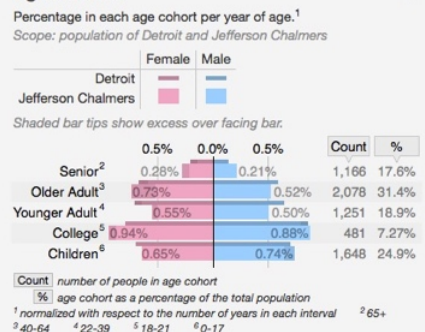 Percentage in each age cohort per year of age.¹
Scope: population of Detroit and Jefferson Chalmers
Female Male
Detroit
Jefferson Chalmers
Shaded bar tips show excess over facing bar.
0.5% 0.0% 0.5% Count %
Senior² 0.28% 0.21% 1,166 17.6%
Older Adult³ 0.73% 0.52% 2,078 31.4%
Younger Adult⁴ 0.55% 0.50% 1,251 18.9%
College⁵ 0.94% 0.88% 481 7.27%
Children⁶ 0.65% 0.74% 1,648 24.9%
Count number of people in age cohort
% age cohort as a percentage of the total population
¹ normalized with respect to the number of years in each interval ² 65+
³ 40-64 ⁴ 22-39 ⁵ 18-21 ⁶ 0-17